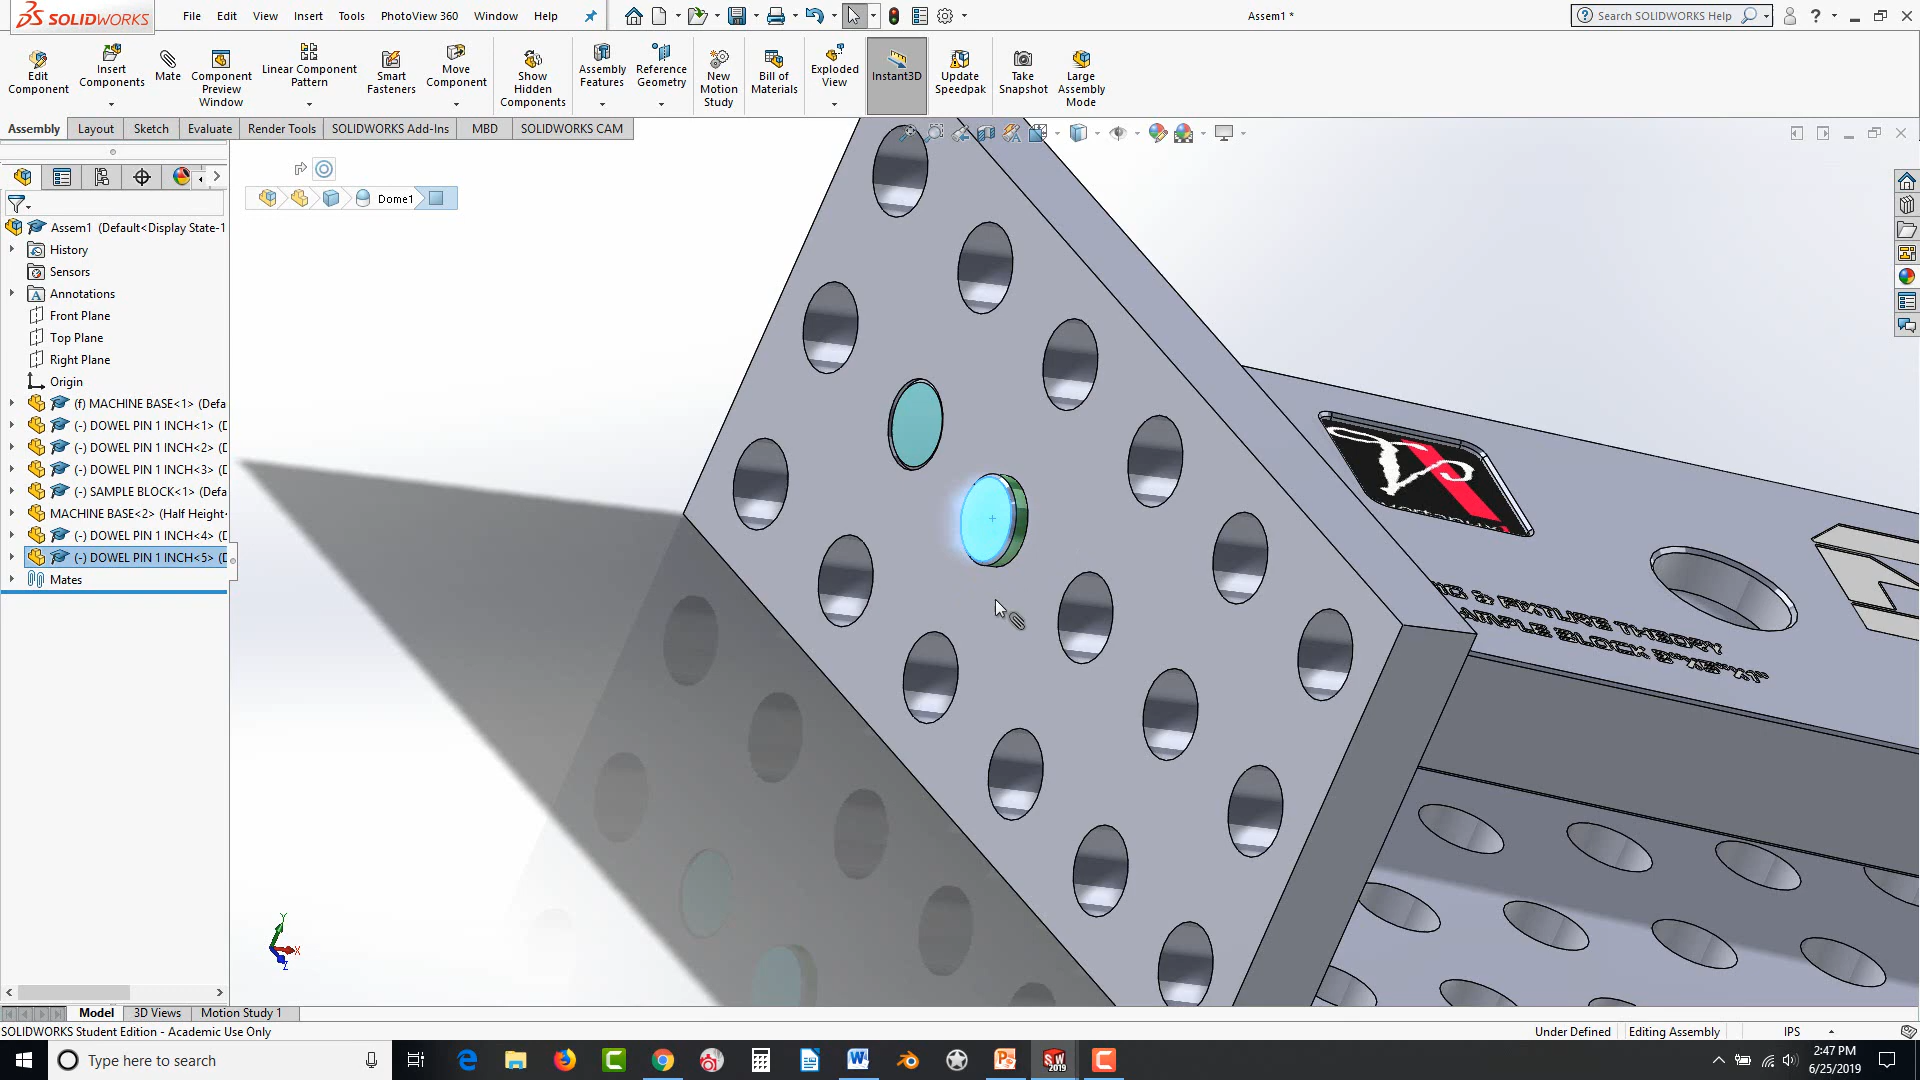 SOLIDWORKS File Edit View Insert Tools PhotoView 360 Window Help Assem1 * Search SOLIDWORKS Help ?
Edit Component
Insert Components
Mate
Component Preview Window
Linear Component Pattern
Smart Fasteners
Move Component
Show Hidden Components
Assembly Features
Reference Geometry
New Motion Study
Bill of Materials
Exploded View
Instant3D
Update Speedpak
Take Snapshot
Large Assembly Mode
Assembly Layout Sketch Evaluate Render Tools SOLIDWORKS Add-Ins MBD SOLIDWORKS CAM
Dome1
Assem1 (Default<Display State-1
History
Sensors
Annotations
Front Plane
Top Plane
Right Plane
Origin
(f) MACHINE BASE<1> (Defa
(-) DOWEL PIN 1 INCH<1> (D
(-) DOWEL PIN 1 INCH<2> (D
(-) DOWEL PIN 1 INCH<3> (D
(-) SAMPLE BLOCK<1> (Defa
MACHINE BASE<2> (Half Height-
(-) DOWEL PIN 1 INCH<4> (D
(-) DOWEL PIN 1 INCH<5> (D
Mates
& FIXTURE THEORY
Y
X
Z
Model 3D Views Motion Study 1
SOLIDWORKS Student Edition - Academic Use Only Under Defined Editing Assembly IPS
Type here to search
2:47 PM
6/25/2019